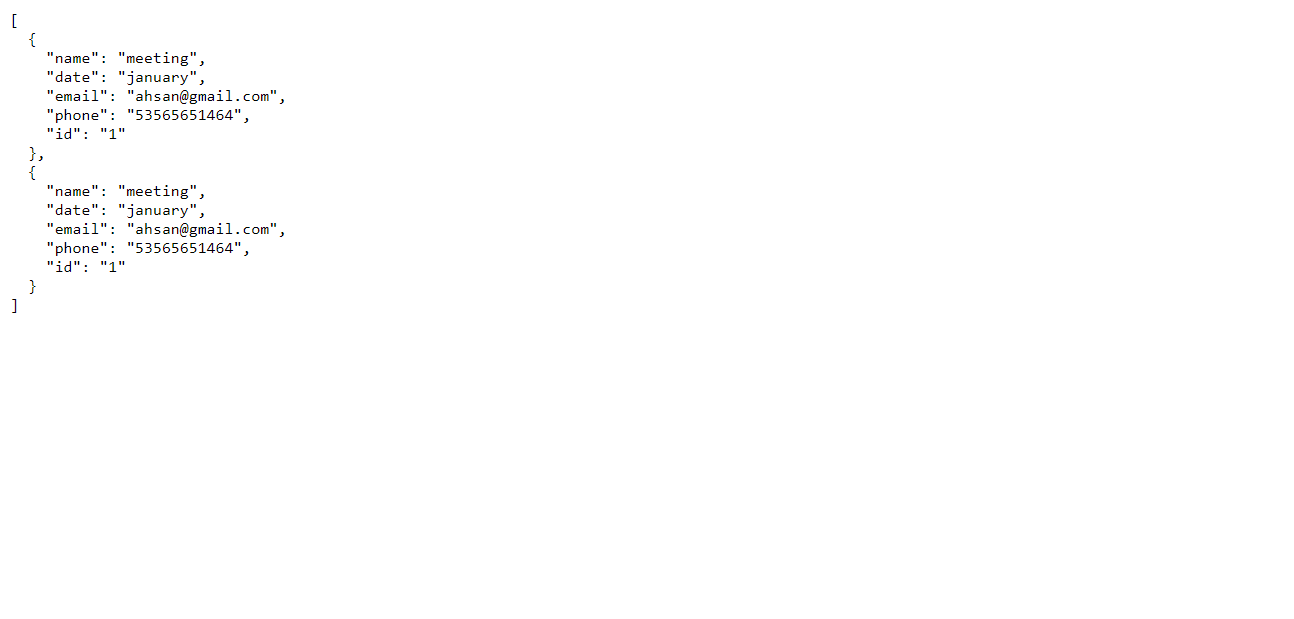 [
  {
    "name": "meeting",
    "date": "january",
    "email": "ahsan@gmail.com",
    "phone": "53565651464",
    "id": "1"
  },
  {
    "name": "meeting",
    "date": "january",
    "email": "ahsan@gmail.com",
    "phone": "53565651464",
    "id": "1"
  }
]